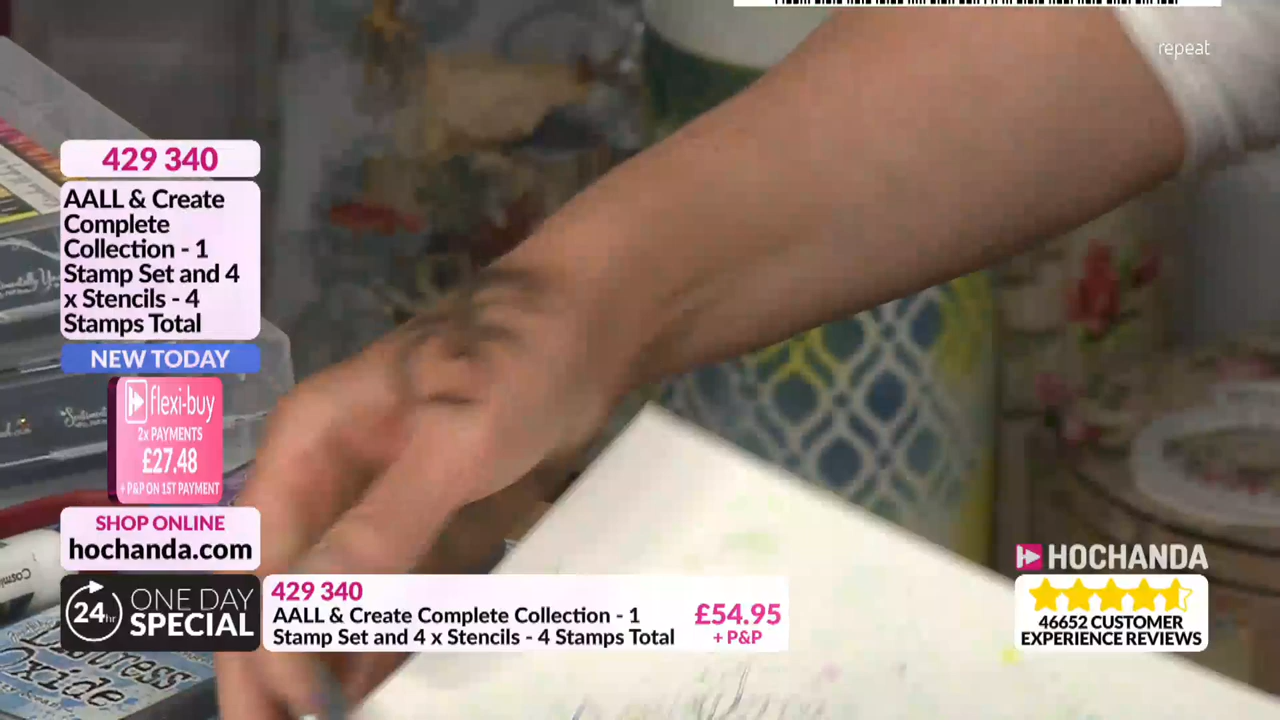 repeat
429 340
AALL & Create
Complete
Collection - 1
Stamp Set and 4
x Stencils - 4
Stamps Total
NEW TODAY
flexi-buy
2x PAYMENTS
£27.48
+ P&P ON 1ST PAYMENT
SHOP ONLINE
hochanda.com
24hr
ONE DAY
SPECIAL
429 340
AALL & Create Complete Collection - 1
Stamp Set and 4 x Stencils - 4 Stamps Total
£54.95
+ P&P
HOCHANDA
46652 CUSTOMER
EXPERIENCE REVIEWS
Distress
Oxide